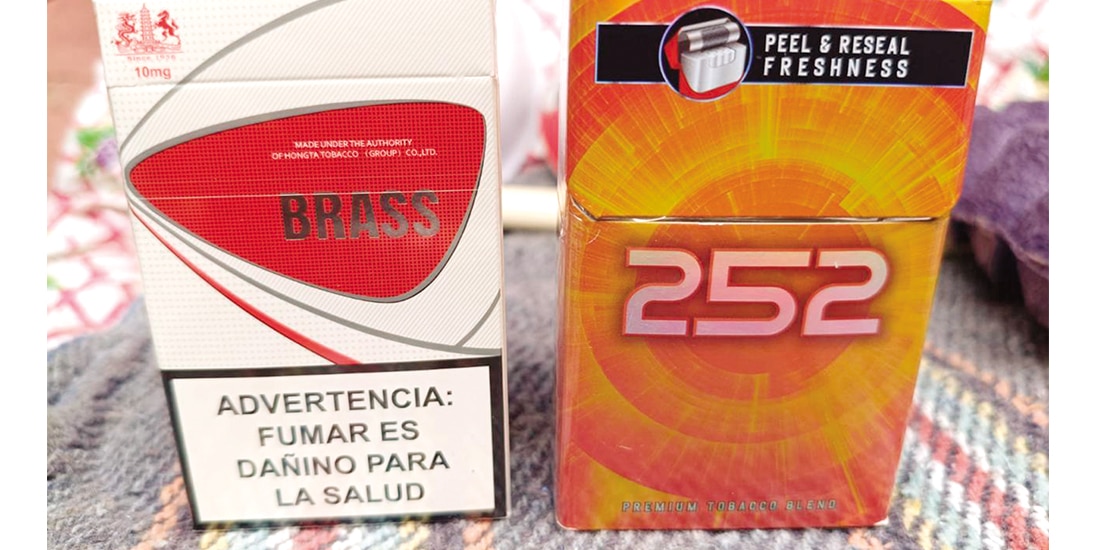 Since, 1920
10mg
MADE UNDER THE AUTHORITY
OF HONGTA TOBACCO (GROUP) CO.,LTD.
BRASS
ADVERTENCIA:
FUMAR ES
DAÑINO PARA
LA SALUD
PEEL & RESEAL
FRESHNESS
252
PREMIUM TOBACCO BLEND